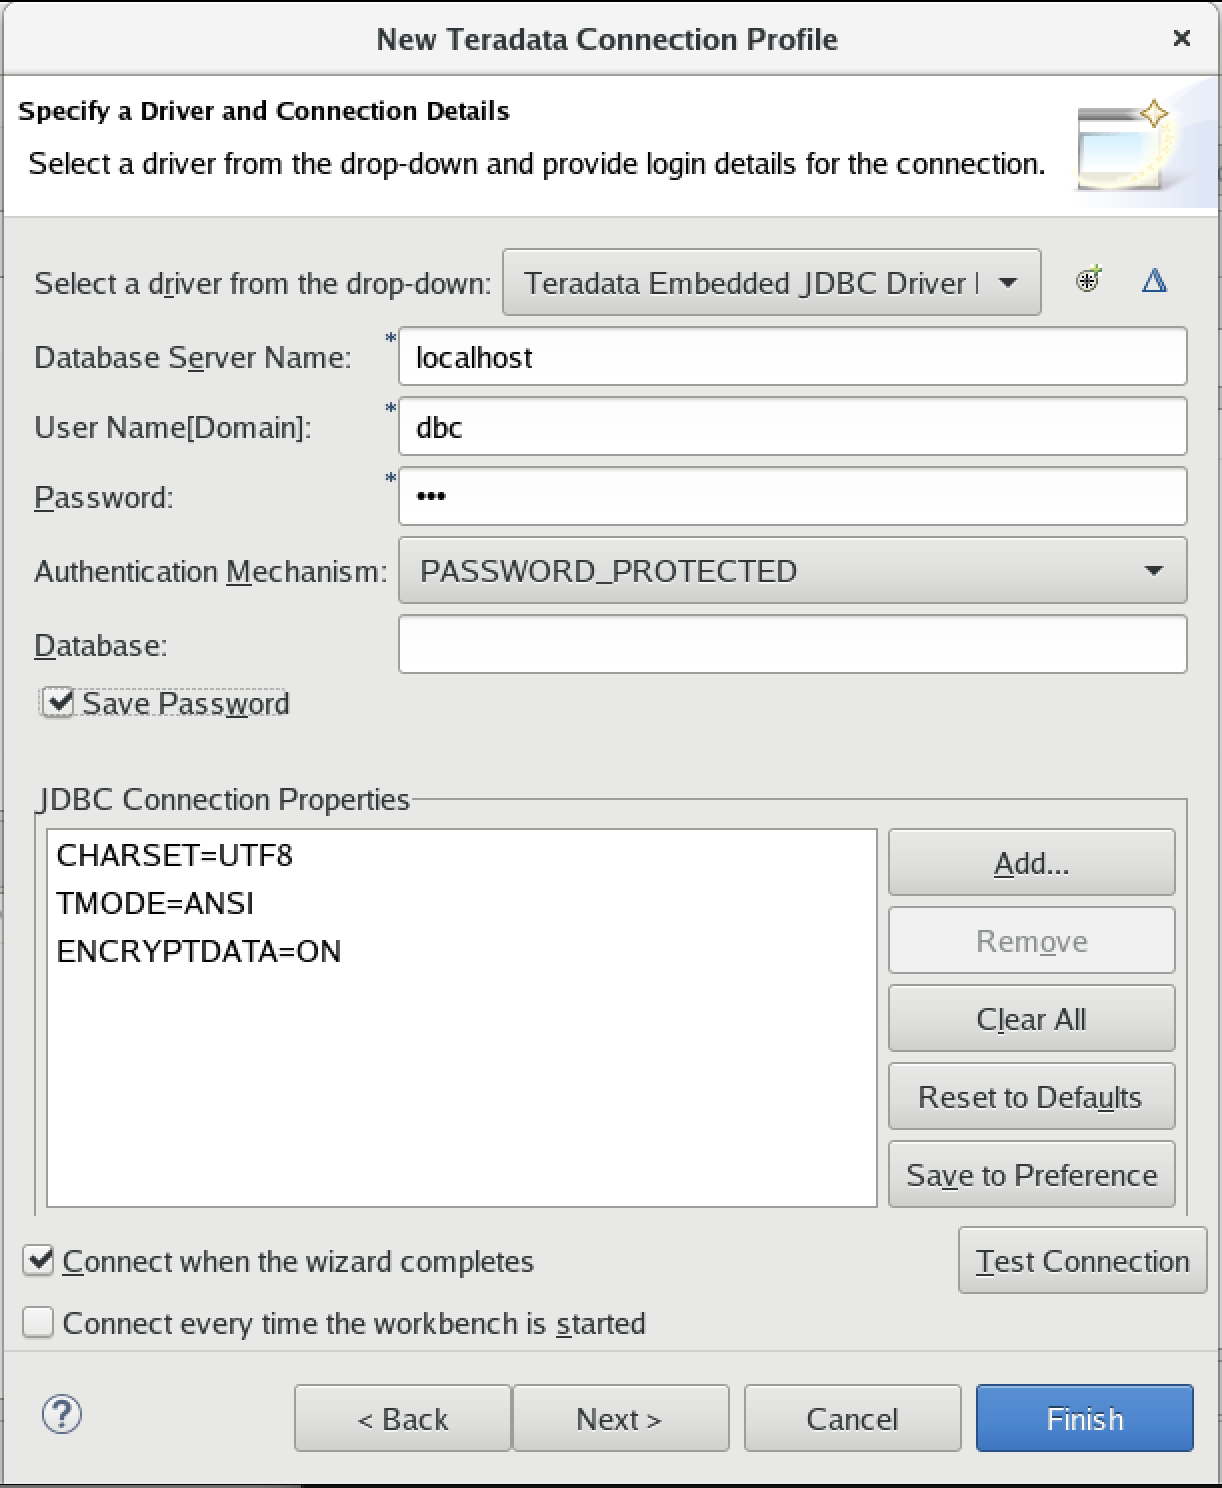 New Teradata Connection Profile ×
Specify a Driver and Connection Details
Select a driver from the drop-down and provide login details for the connection.
Select a driver from the drop-down: Teradata Embedded JDBC Driver
Database Server Name: * localhost
User Name[Domain]: * dbc
Password: * •••
Authentication Mechanism: PASSWORD_PROTECTED
Database:
Save Password
JDBC Connection Properties
CHARSET=UTF8
TMODE=ANSI
ENCRYPTDATA=ON
Add...
Remove
Clear All
Reset to Defaults
Save to Preference
Connect when the wizard completes
Test Connection
Connect every time the workbench is started
? < Back Next > Cancel Finish